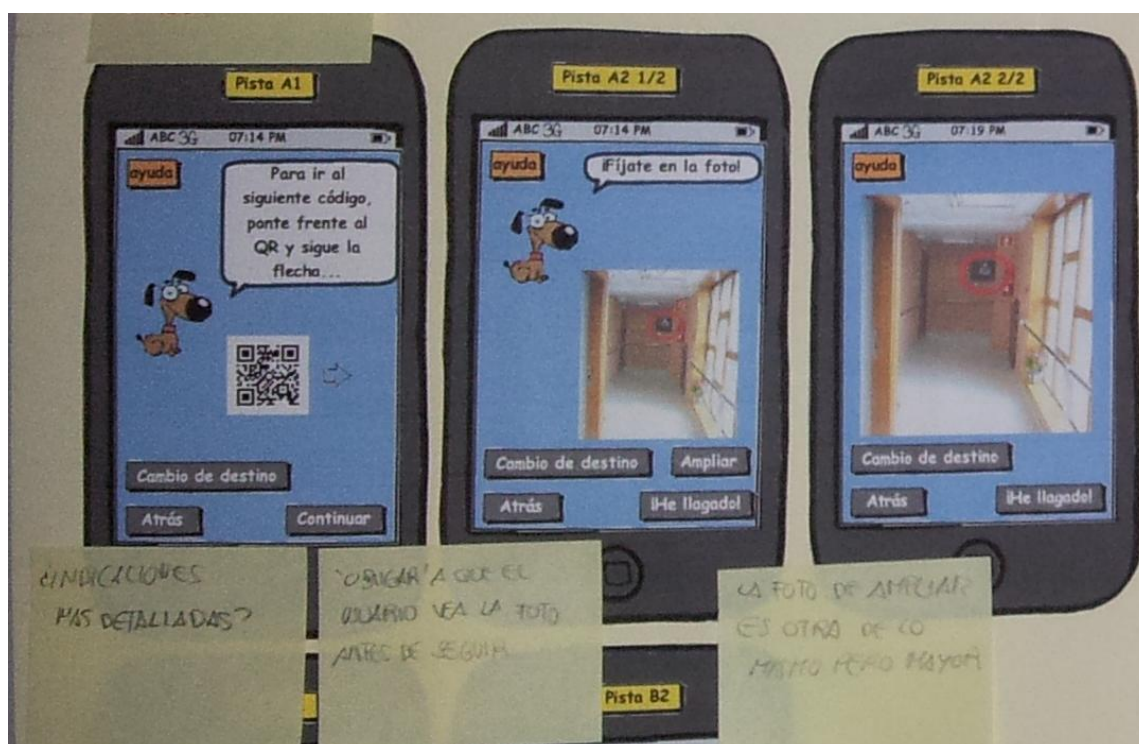 Pista A1
ABC 3G 07:14 PM
ayuda
Para ir al
siguiente código,
ponte frente al
QR y sigue la
flecha...
Cambio de destino
Atrás Continuar
Pista A2 1/2
ABC 3G 07:14 PM
ayuda
¡Fíjate en la foto!
Cambio de destino Ampliar
Atrás ¡He llagado!
Pista A2 2/2
ABC 3G 07:19 PM
ayuda
Cambio de destino
Atrás ¡He llagado!
¿INDICACIONES
MAS DETALLADAS?
'OBLIGAR' A QUE EL
USUARIO VEA LA FOTO
ANTES DE SEGUIR
LA FOTO DE AMPLIAR
ES OTRA DE LO
MISMO PERO MAYOR
Pista B2